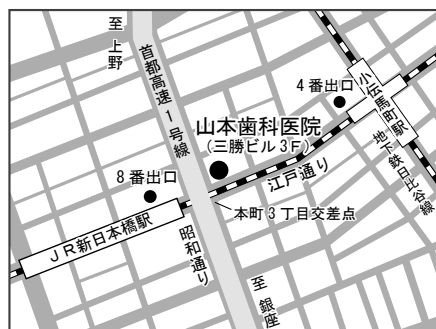 至上野
首都高速1号線
4番出口
小伝馬町駅
地下鉄日比谷線
山本歯科医院
(三勝ビル3F)
江戸通り
8番出口
本町3丁目交差点
JR新日本橋駅
昭和通り
至銀座